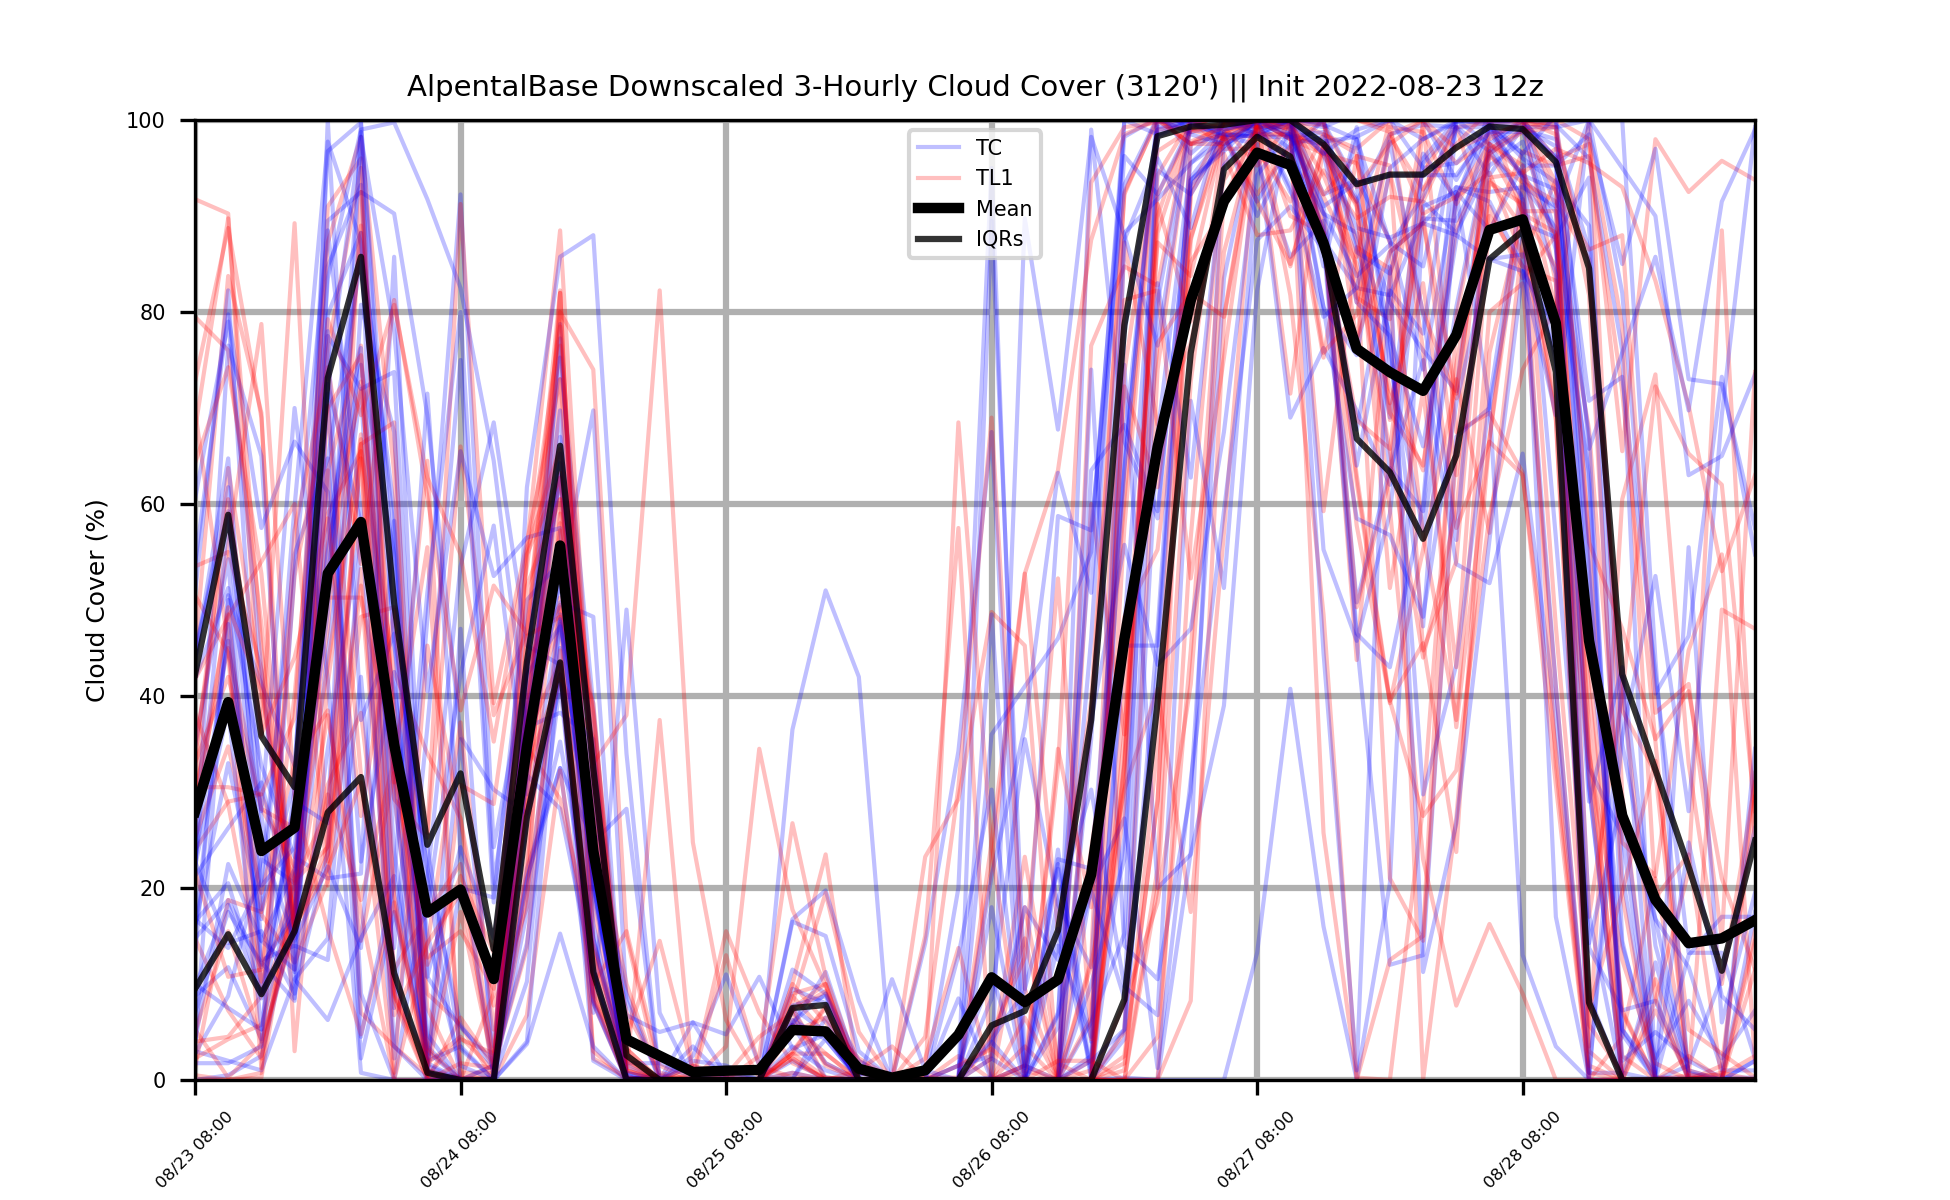 AlpentalBase Downscaled 3-Hourly Cloud Cover (3120') || Init 2022-08-23 12z
100
80
60
40
20
0
Cloud Cover (%)
TC
TL1
Mean
IQRs
08/23 08:00
08/24 08:00
08/25 08:00
08/26 08:00
08/27 08:00
08/28 08:00